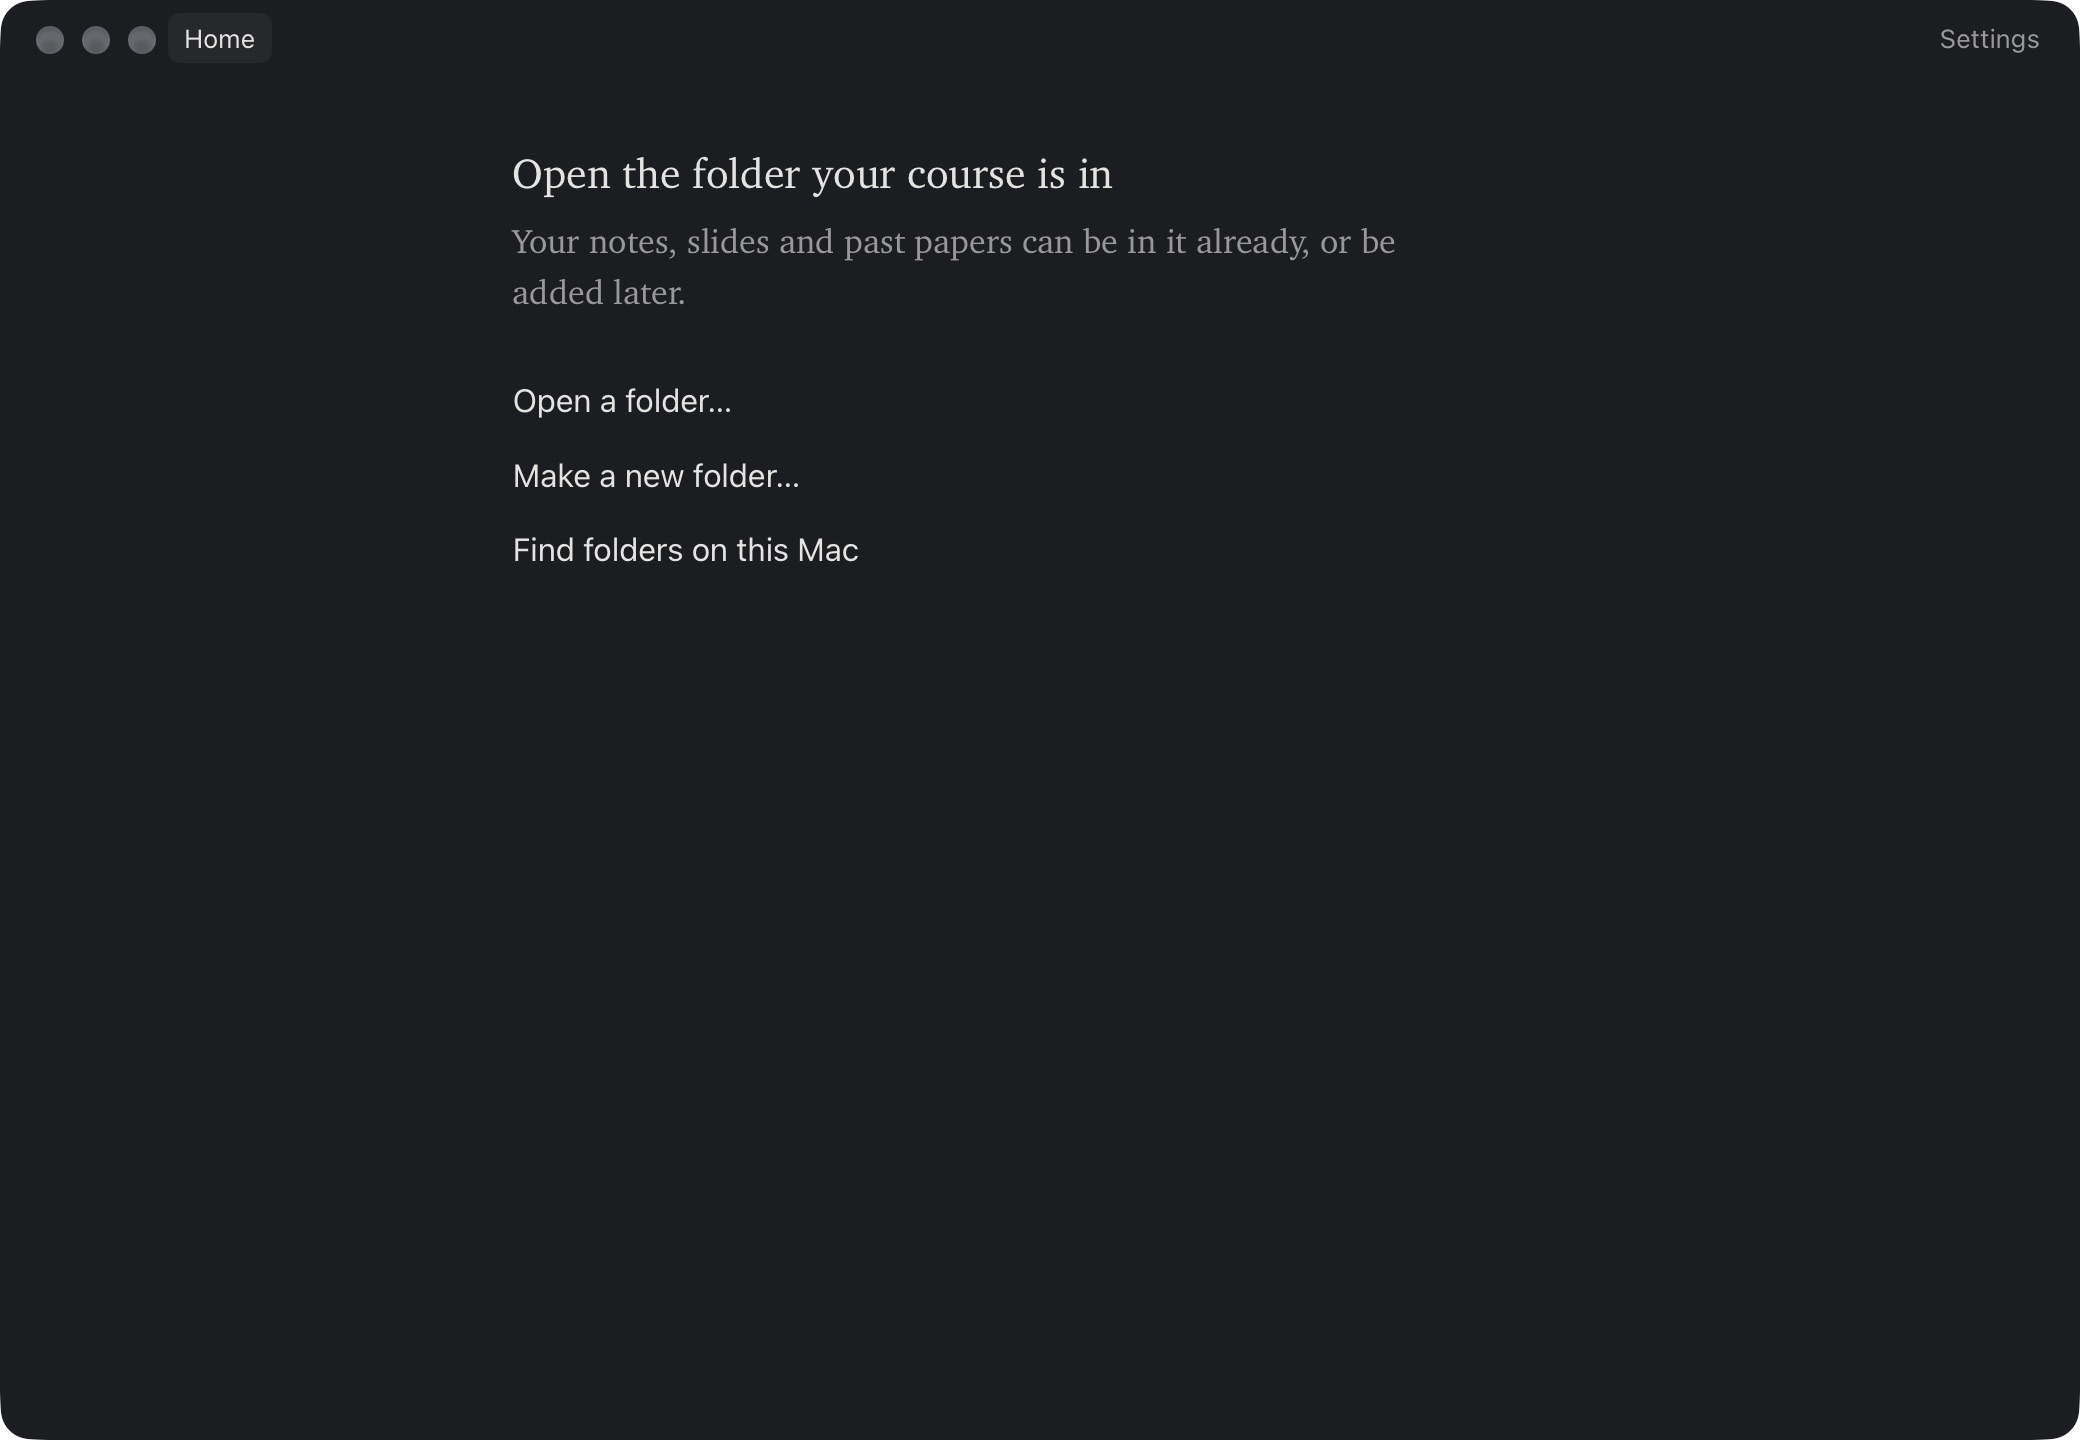 Home
Settings
Open the folder your course is in
Your notes, slides and past papers can be in it already, or be
added later.
Open a folder...
Make a new folder...
Find folders on this Mac